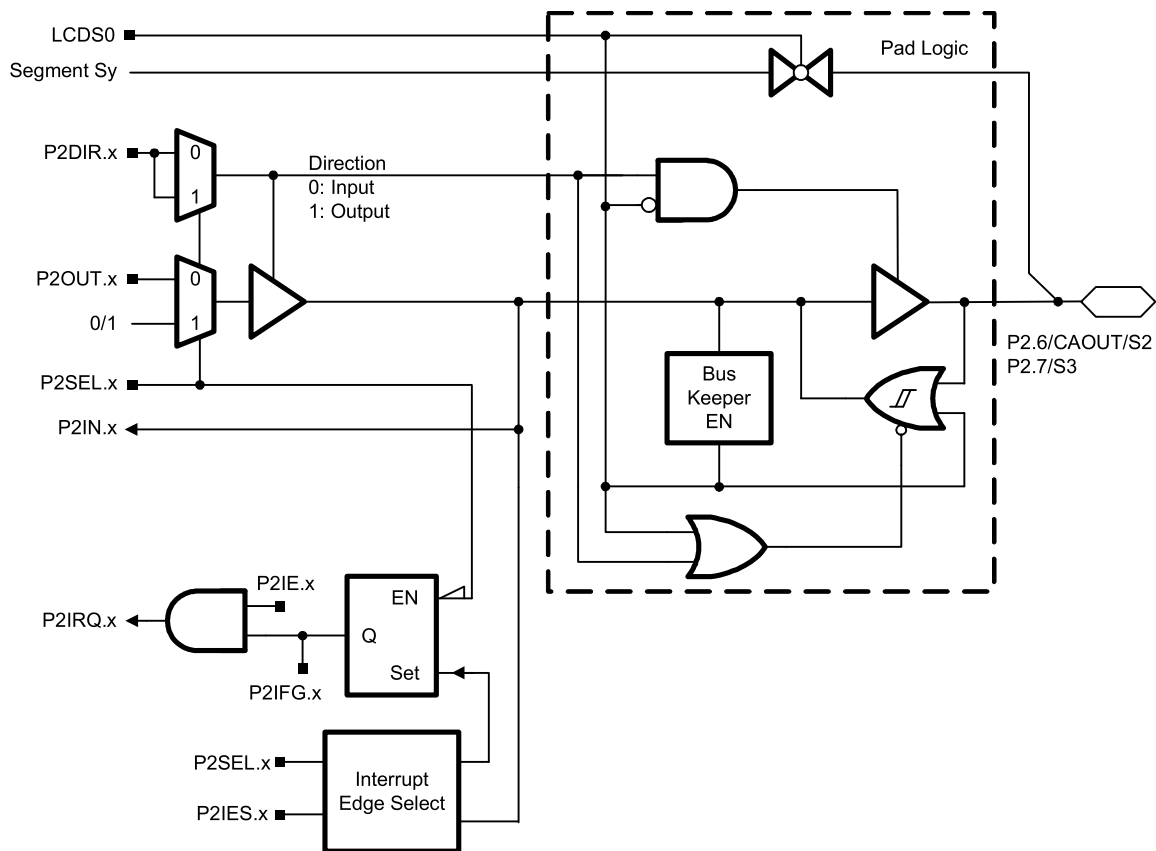 LCDS0
Pad Logic
Segment Sy
P2DIR.x
0
1
Direction
0: Input
1: Output
P2OUT.x
0
0/1
1
P2SEL.x
P2IN.x
Bus
Keeper
EN
P2.6/CAOUT/S2
P2.7/S3
P2IE.x
EN
P2IRQ.x
Q
P2IFG.x
Set
P2SEL.x
Interrupt
Edge Select
P2IES.x